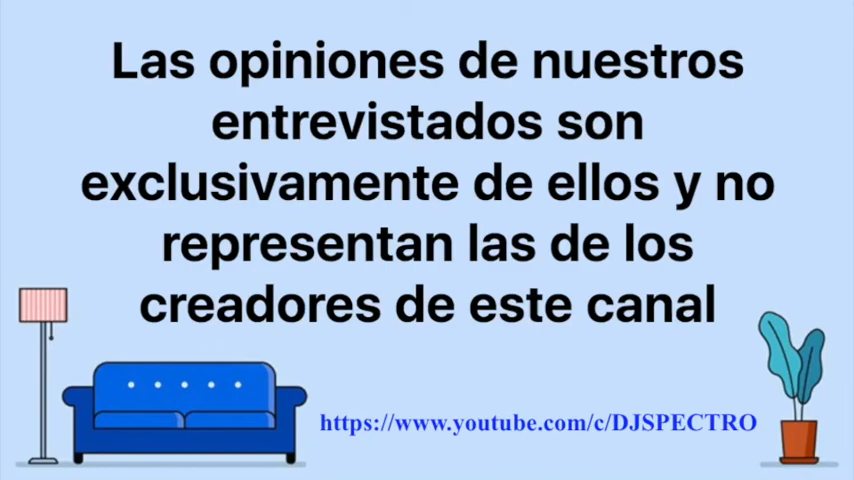 Las opiniones de nuestros
entrevistados son
exclusivamente de ellos y no
representan las de los
creadores de este canal
https://www.youtube.com/c/DJSPECTRO